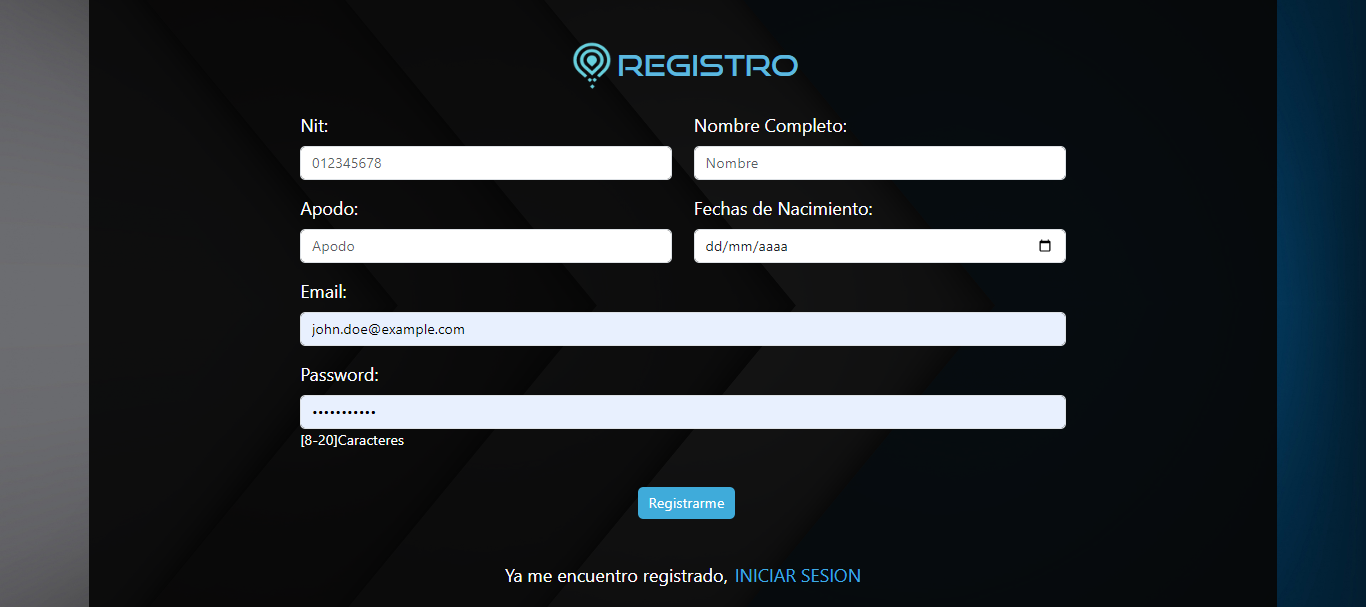 REGISTRO
Nit: Nombre Completo:
012345678 Nombre
Apodo: Fechas de Nacimiento:
Apodo dd/mm/aaaa
Email:
john.doe@example.com
Password:
•••••••••••
[8-20]Caracteres
Registrarme
Ya me encuentro registrado, INICIAR SESION